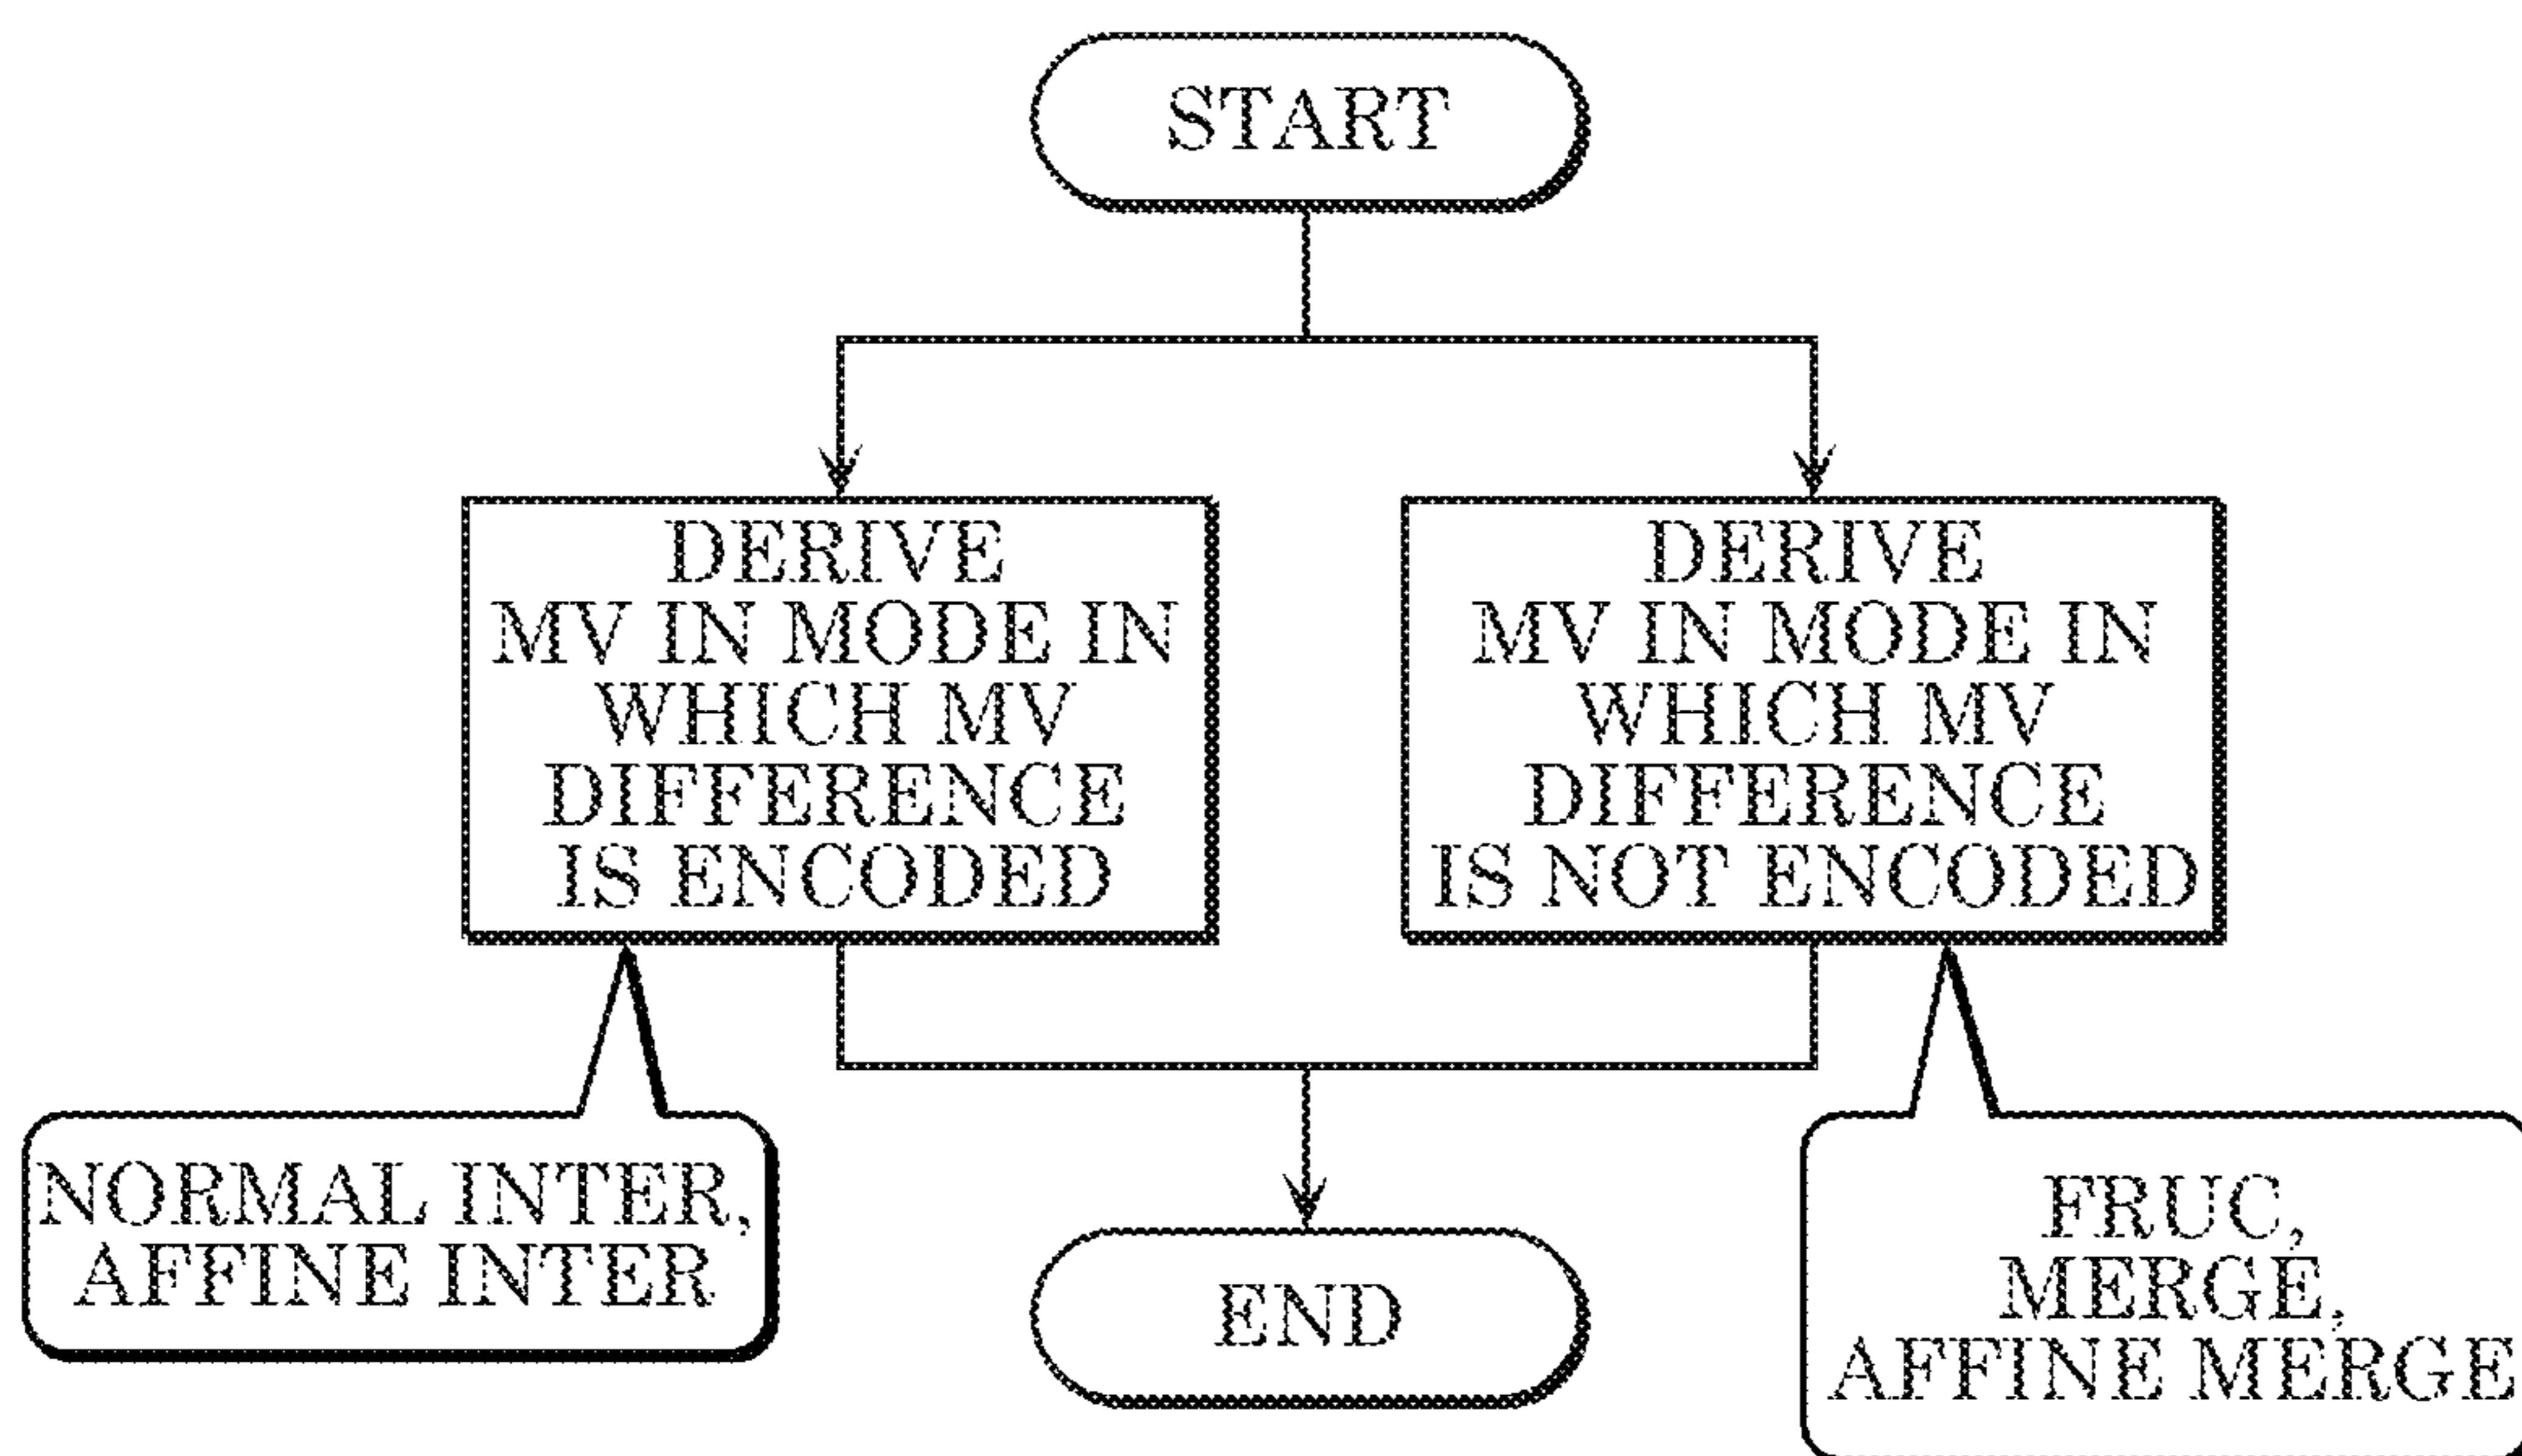 START
DERIVE
MV IN MODE IN
WHICH MV
DIFFERENCE
IS ENCODED
DERIVE
MV IN MODE IN
WHICH MV
DIFFERENCE
IS NOT ENCODED
NORMAL INTER,
AFFINE INTER
FRUC,
MERGE,
AFFINE MERGE
END